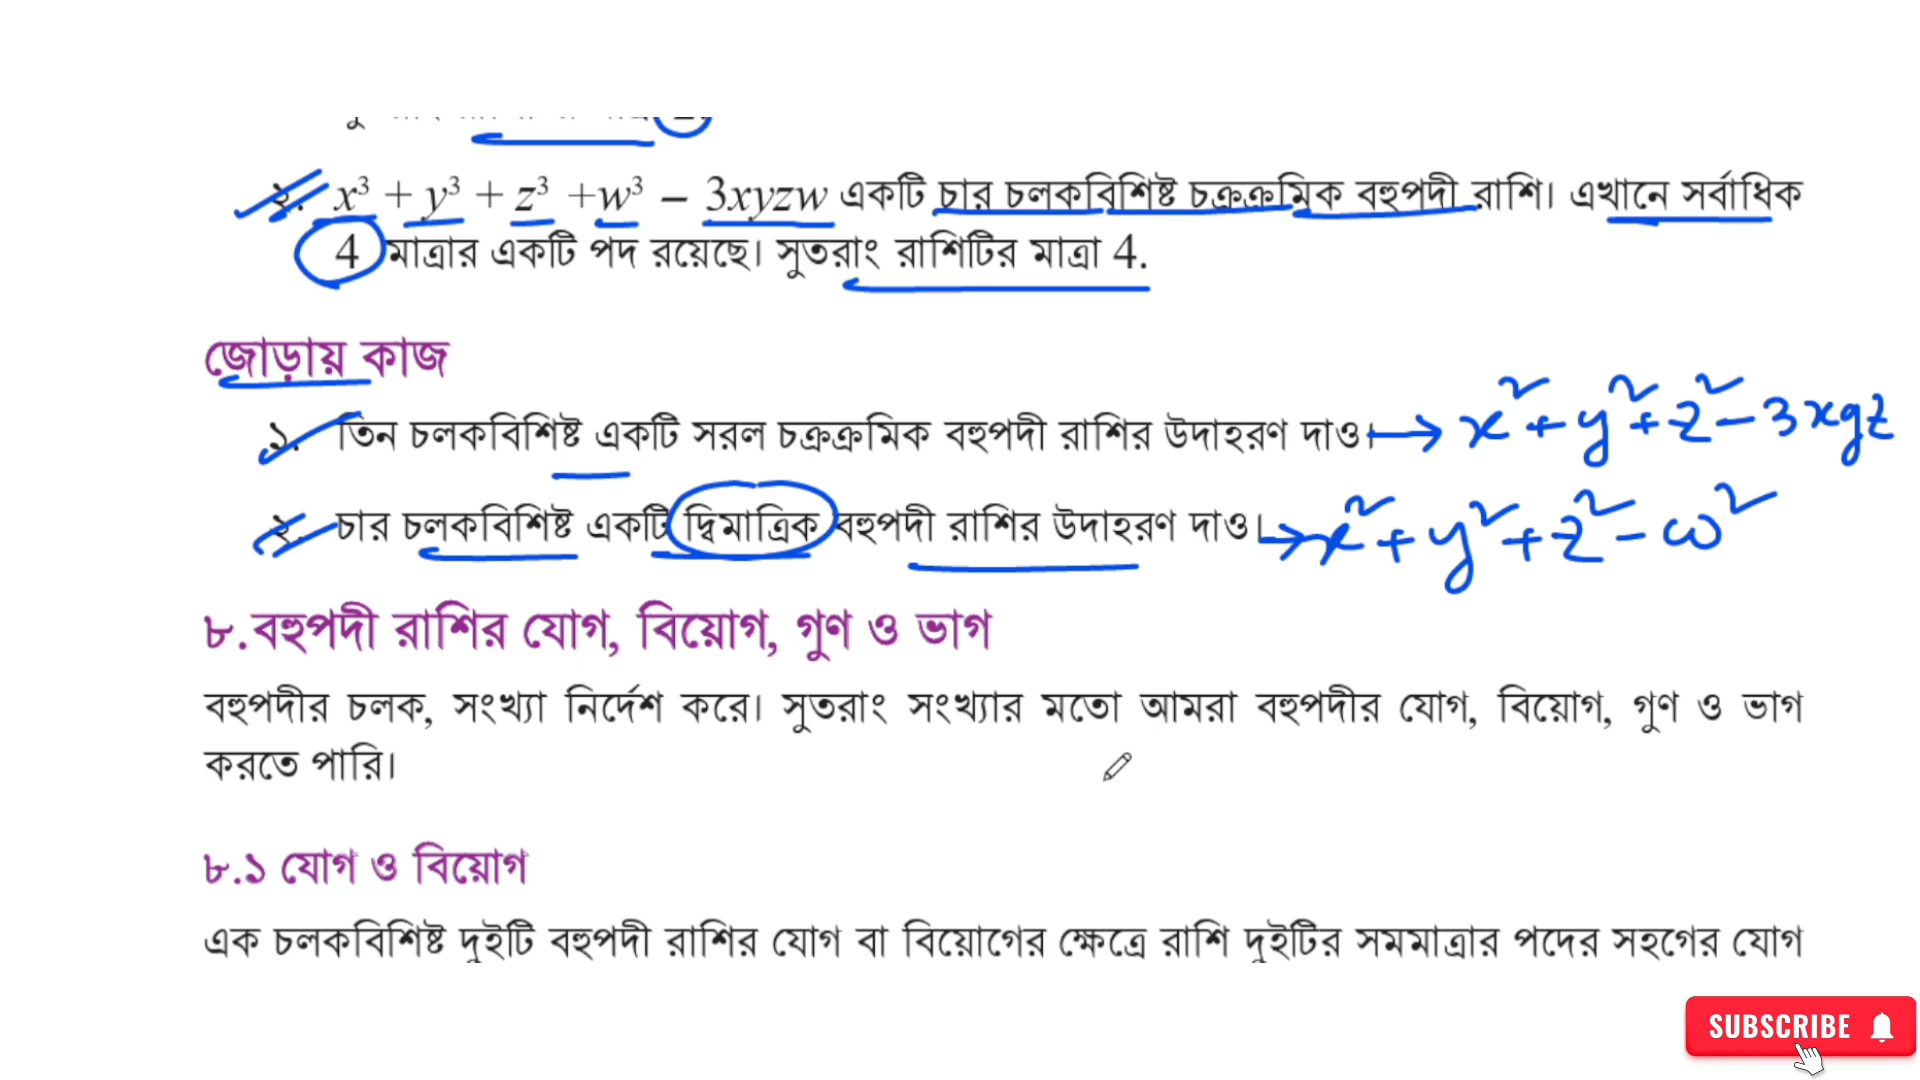 ২. x³ + y³ + z³ +w³ – 3xyzw একটি চার চলকবিশিষ্ট চক্রক্রমিক বহুপদী রাশি। এখানে সর্বাধিক
4 মাত্রার একটি পদ রয়েছে। সুতরাং রাশিটির মাত্রা 4.
জোড়ায় কাজ
১. তিন চলকবিশিষ্ট একটি সরল চক্রক্রমিক বহুপদী রাশির উদাহরণ দাও। → x² + y² + z² – 3xyz
২. চার চলকবিশিষ্ট একটি দ্বিমাত্রিক বহুপদী রাশির উদাহরণ দাও। → x² + y² + z² – w²
৮.বহুপদী রাশির যোগ, বিয়োগ, গুণ ও ভাগ
বহুপদীর চলক, সংখ্যা নির্দেশ করে। সুতরাং সংখ্যার মতো আমরা বহুপদীর যোগ, বিয়োগ, গুণ ও ভাগ
করতে পারি।
৮.১ যোগ ও বিয়োগ
এক চলকবিশিষ্ট দুইটি বহুপদী রাশির যোগ বা বিয়োগের ক্ষেত্রে রাশি দুইটির সমমাত্রার পদের সহগের যোগ
SUBSCRIBE